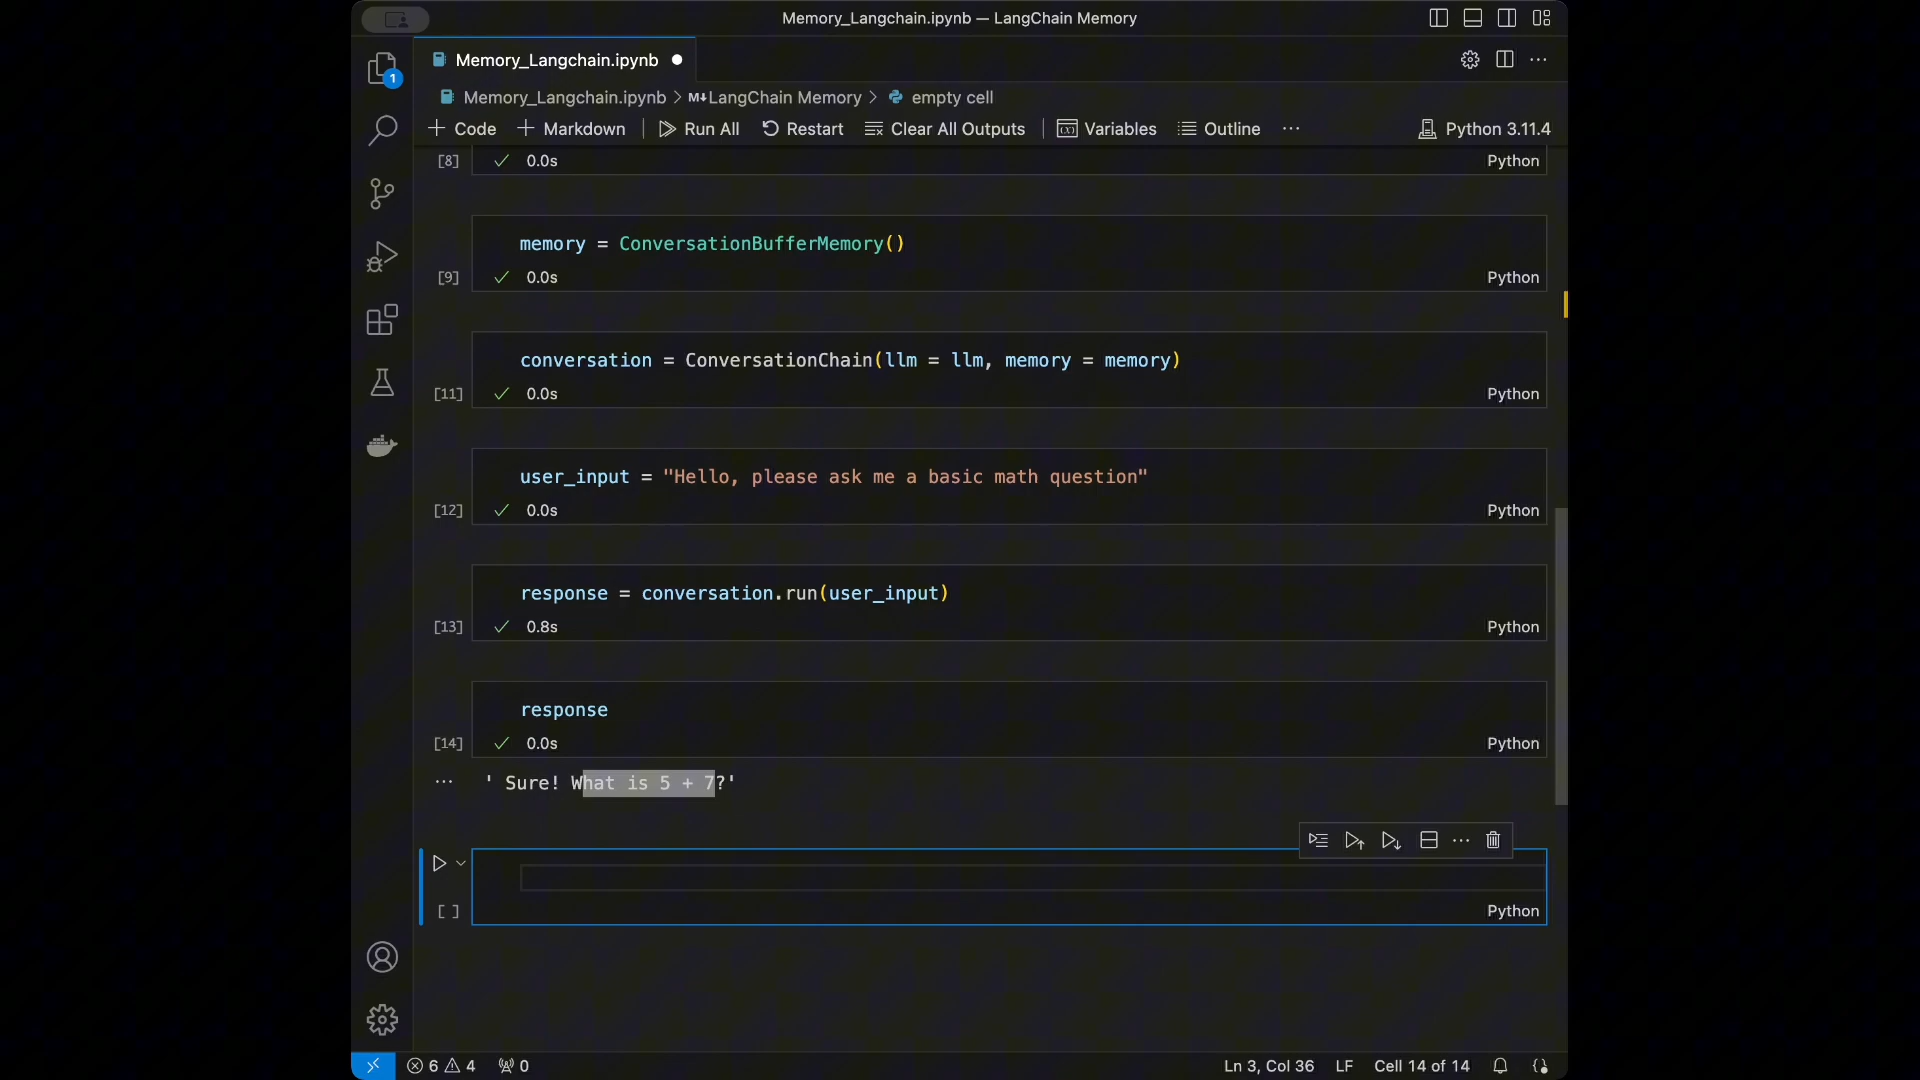 Memory_Langchain.ipynb — LangChain Memory
1
Memory_Langchain.ipynb
Memory_Langchain.ipynb > M↓LangChain Memory > empty cell
Code Markdown Run All Restart Clear All Outputs Variables Outline ... Python 3.11.4
[8] 0.0s Python
memory = ConversationBufferMemory()
[9] 0.0s Python
conversation = ConversationChain(llm = llm, memory = memory)
[11] 0.0s Python
user_input = "Hello, please ask me a basic math question"
[12] 0.0s Python
response = conversation.run(user_input)
[13] 0.8s Python
response
[14] 0.0s Python
... ' Sure! What is 5 + 7?'
[ ] Python
6 4 0 Ln 3, Col 36 LF Cell 14 of 14